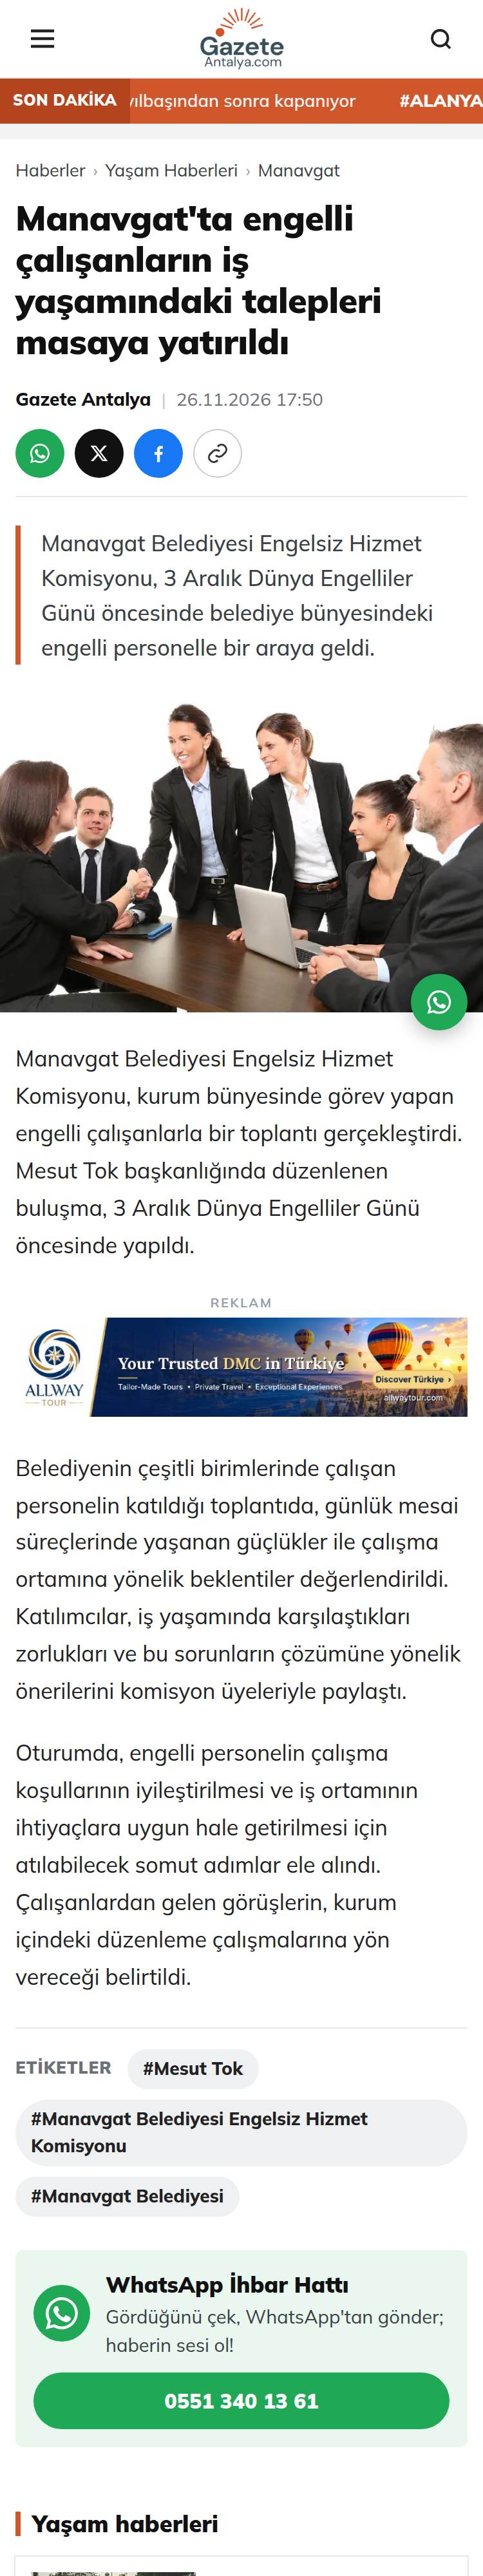 Gazete
Antalya.com
SON DAKİKA yılbaşından sonra kapanıyor #ALANYA
Haberler › Yaşam Haberleri › Manavgat
Manavgat'ta engelli
çalışanların iş
yaşamındaki talepleri
masaya yatırıldı
Gazete Antalya | 26.11.2026 17:50
Manavgat Belediyesi Engelsiz Hizmet
Komisyonu, 3 Aralık Dünya Engelliler
Günü öncesinde belediye bünyesindeki
engelli personelle bir araya geldi.
Manavgat Belediyesi Engelsiz Hizmet
Komisyonu, kurum bünyesinde görev yapan
engelli çalışanlarla bir toplantı gerçekleştirdi.
Mesut Tok başkanlığında düzenlenen
buluşma, 3 Aralık Dünya Engelliler Günü
öncesinde yapıldı.
REKLAM
ALLWAY
TOUR
Your Trusted DMC in Türkiye
Tailor-Made Tours • Private Travel • Exceptional Experiences
Discover Türkiye ›
allwaytour.com
Belediyenin çeşitli birimlerinde çalışan
personelin katıldığı toplantıda, günlük mesai
süreçlerinde yaşanan güçlükler ile çalışma
ortamına yönelik beklentiler değerlendirildi.
Katılımcılar, iş yaşamında karşılaştıkları
zorlukları ve bu sorunların çözümüne yönelik
önerilerini komisyon üyeleriyle paylaştı.
Oturumda, engelli personelin çalışma
koşullarının iyileştirilmesi ve iş ortamının
ihtiyaçlara uygun hale getirilmesi için
atılabilecek somut adımlar ele alındı.
Çalışanlardan gelen görüşlerin, kurum
içindeki düzenleme çalışmalarına yön
vereceği belirtildi.
ETİKETLER #Mesut Tok
#Manavgat Belediyesi Engelsiz Hizmet
Komisyonu
#Manavgat Belediyesi
WhatsApp İhbar Hattı
Gördüğünü çek, WhatsApp'tan gönder;
haberin sesi ol!
0551 340 13 61
Yaşam haberleri